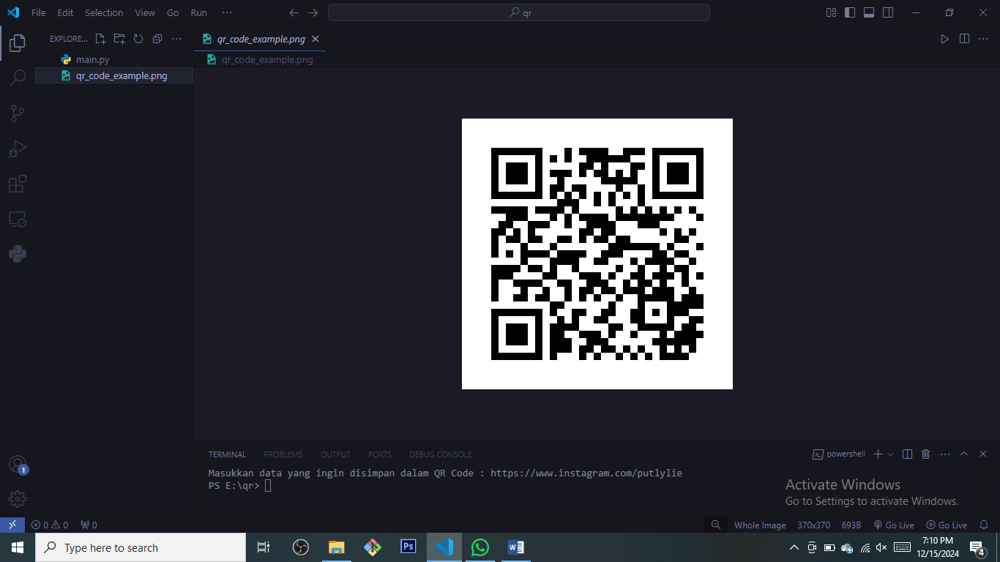 File Edit Selection View Go Run ··· qr
EXPLORE... qr_code_example.png
main.py qr_code_example.png
qr_code_example.png
TERMINAL PROBLEMS OUTPUT PORTS DEBUG CONSOLE powershell
Masukkan data yang ingin disimpan dalam QR Code : https://www.instagram.com/putlylie
PS E:\qr>
Activate Windows
Go to Settings to activate Windows.
1
0 0 0 Whole Image 370x370 693B Go Live Go Live
Type here to search Ps W 7:10 PM
12/15/2024 4